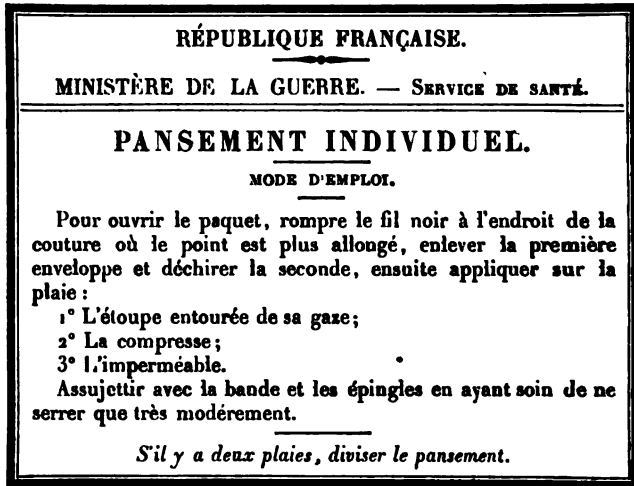 RÉPUBLIQUE FRANÇAISE.
MINISTÈRE DE LA GUERRE. — SERVICE DE SANTÉ.
PANSEMENT INDIVIDUEL.
MODE D'EMPLOI.
Pour ouvrir le paquet, rompre le fil noir à l'endroit de la
couture où le point est plus allongé, enlever la première
enveloppe et déchirer la seconde, ensuite appliquer sur la
plaie :
1° L'étoupe entourée de sa gaze;
2° La compresse;
3° L'imperméable.
Assujettir avec la bande et les épingles en ayant soin de ne
serrer que très modérement.
S'il y a deux plaies, diviser le pansement.